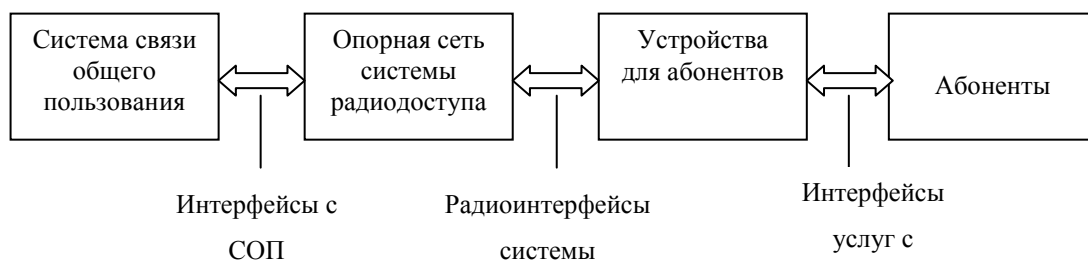 Система связи
общего
пользования
Опорная сеть
системы
радиодоступа
Устройства
для абонентов
Абоненты
Интерфейсы с
СОП
Радиоинтерфейсы
системы
Интерфейсы
услуг с